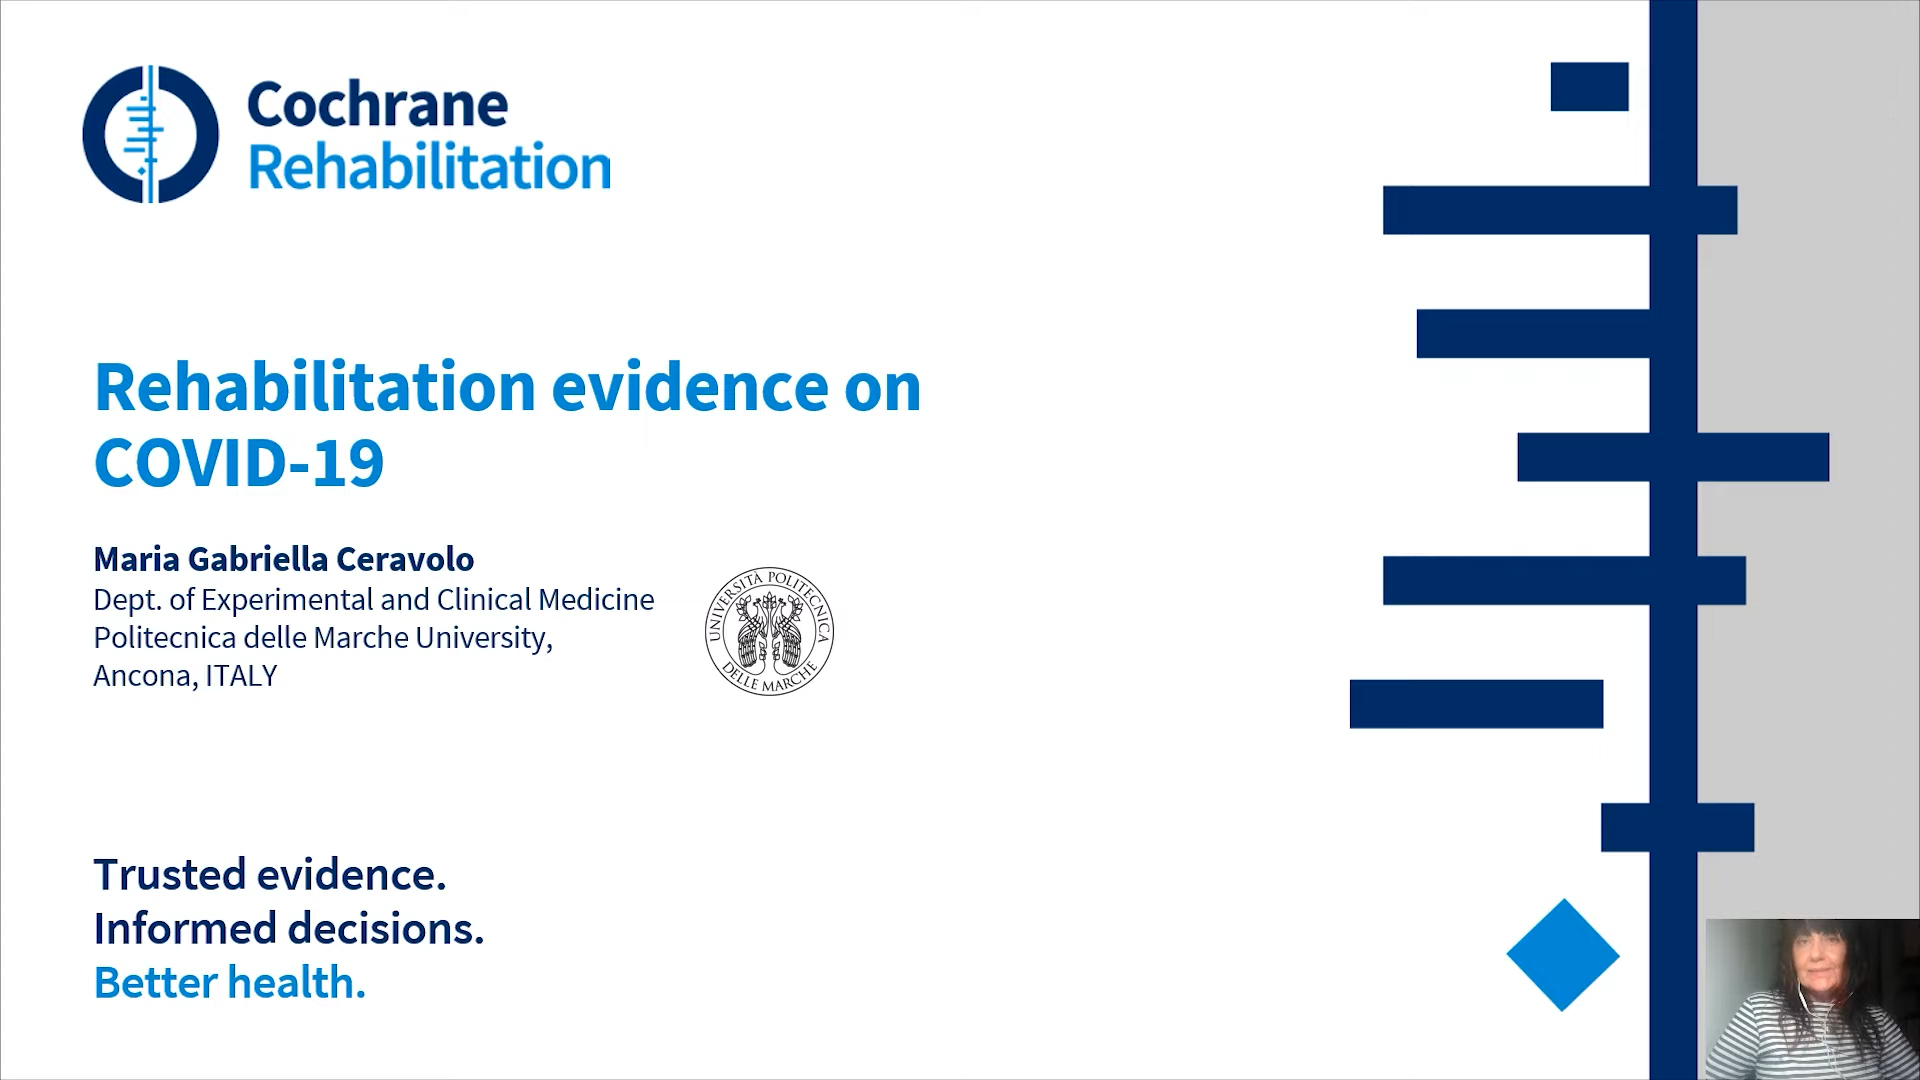 Cochrane
Rehabilitation
Rehabilitation evidence on
COVID-19
Maria Gabriella Ceravolo
Dept. of Experimental and Clinical Medicine
Politecnica delle Marche University,
Ancona, ITALY
UNIVERSITÀ POLITECNICA
DELLE MARCHE
Trusted evidence.
Informed decisions.
Better health.